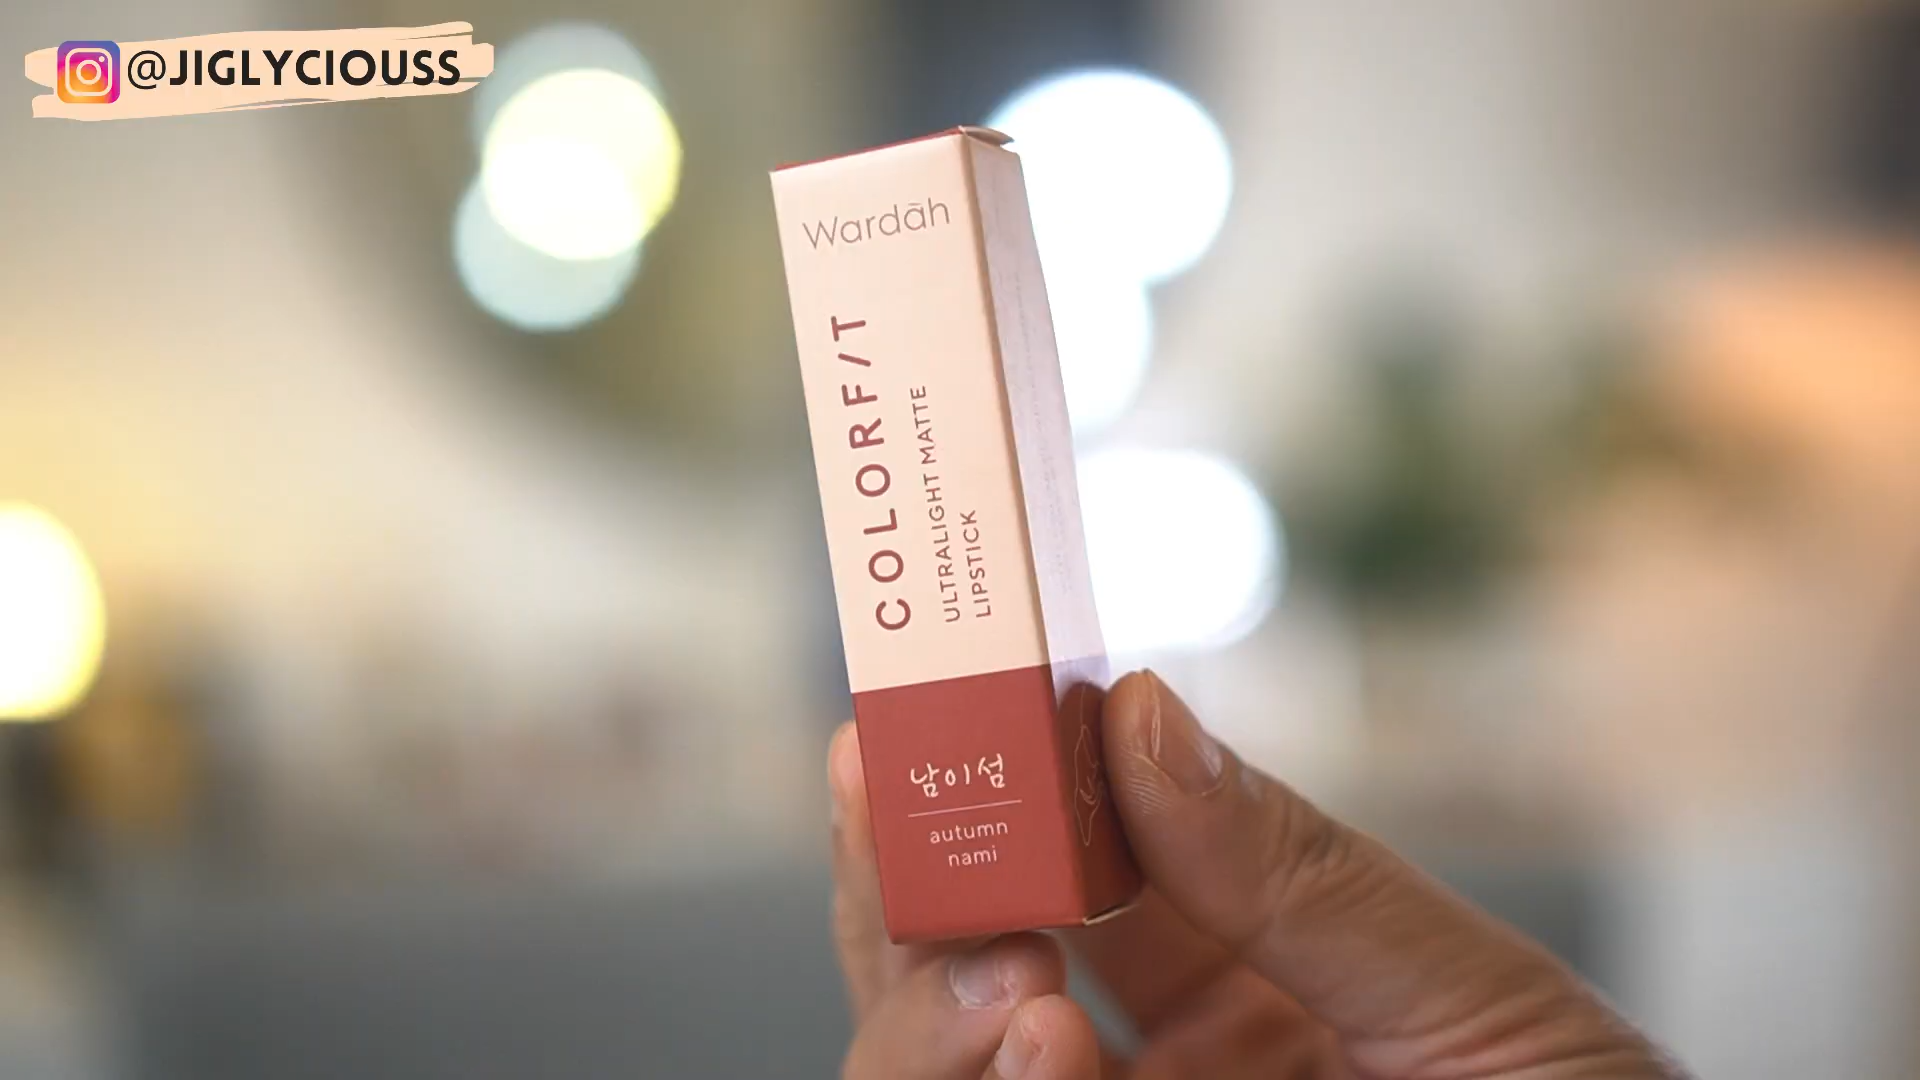 @JIGLYCIOUSS
Wardāh
COLORF/T
ULTRALIGHT MATTE
LIPSTICK
남이섬
autumn
nami